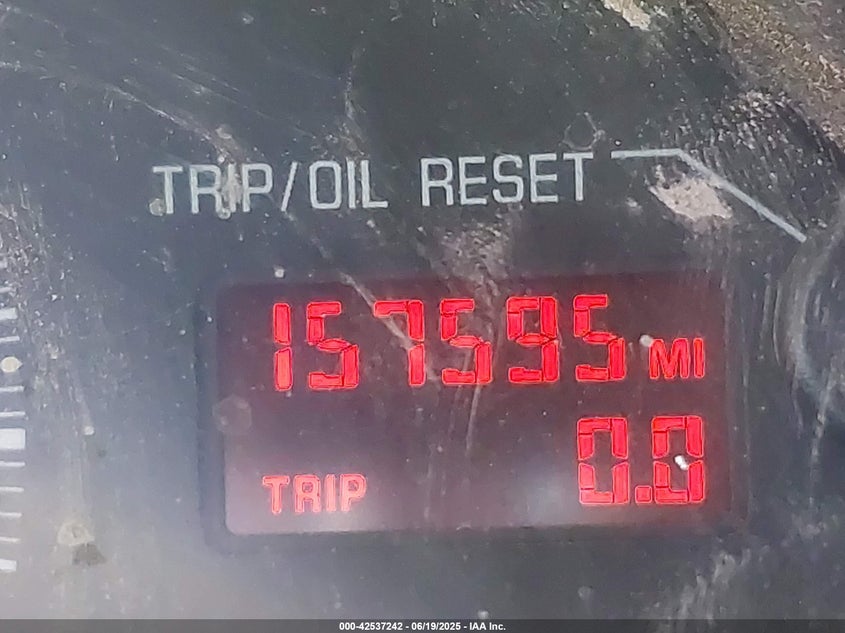 TRIP/OIL RESET
157595 MI
TRIP 0.0
000-42537242 - 06/19/2025 - IAA Inc.